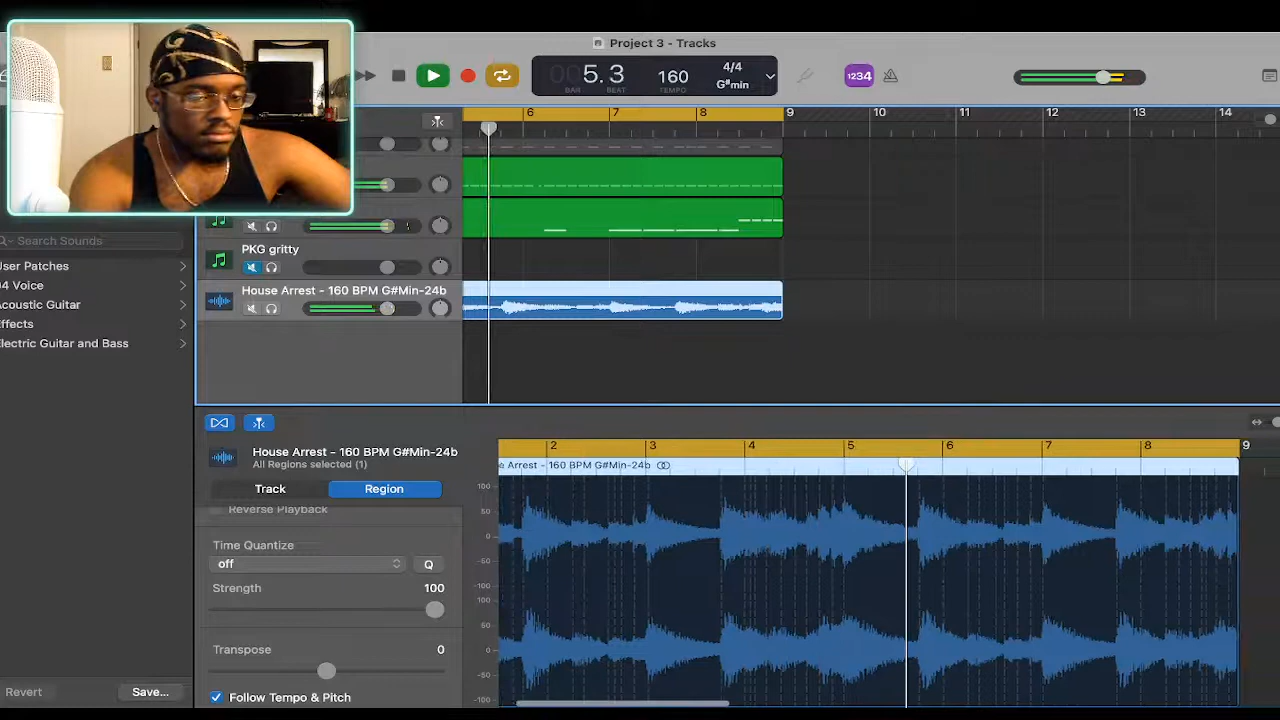 Project 3 - Tracks
005.3
BAR
BEAT
160
TEMPO
4/4
G#min
1234
6
7
8
9
10
11
12
13
14
Search Sounds
User Patches
04 Voice
Acoustic Guitar
Effects
Electric Guitar and Bass
PKG gritty
House Arrest - 160 BPM G#Min-24b
House Arrest - 160 BPM G#Min-24b
All Regions selected (1)
Track
Region
Reverse Playback
Time Quantize
off
Q
Strength
100
Transpose
0
Follow Tempo & Pitch
Revert
Save...
2
3
4
5
6
7
8
9
e Arrest - 160 BPM G#Min-24b
100
50
0
-50
-100
100
50
0
-50
-100